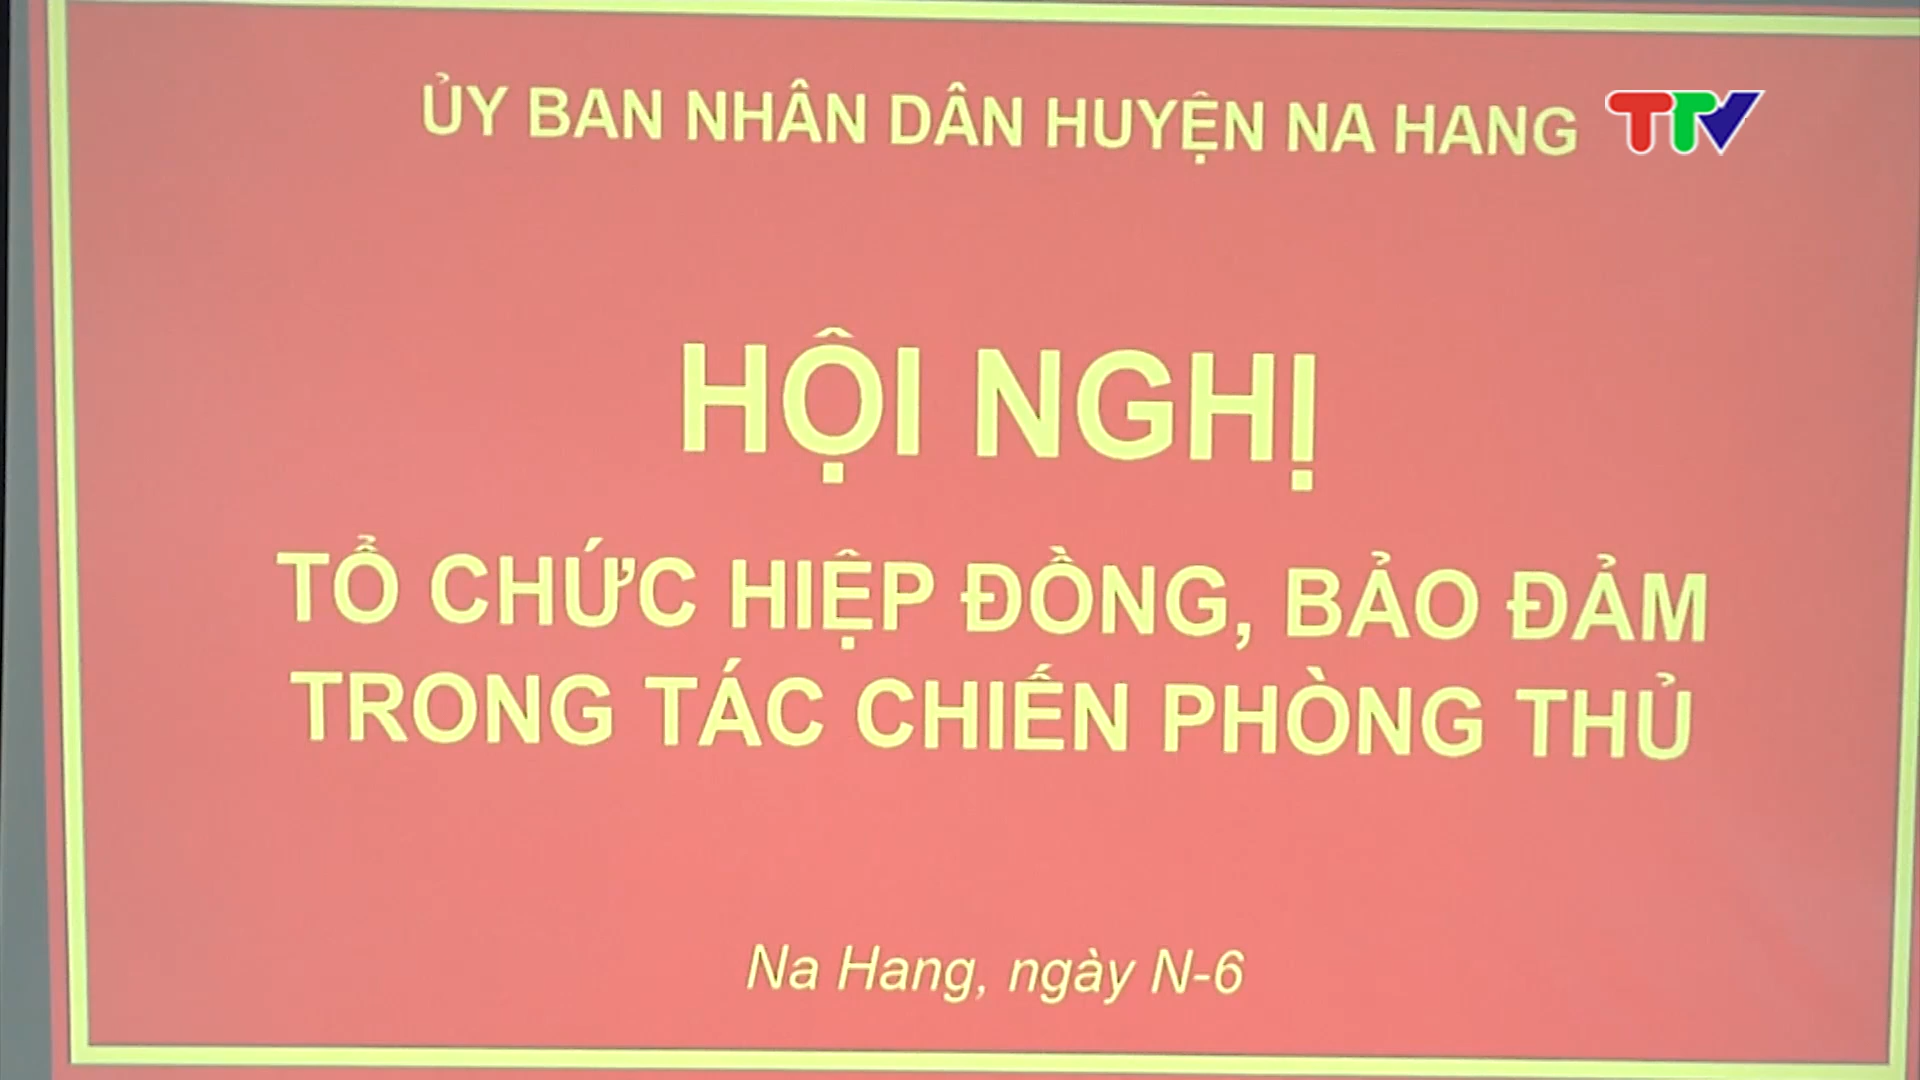 ỦY BAN NHÂN DÂN HUYỆN NA HANG
TTV
HỘI NGHỊ
TỔ CHỨC HIỆP ĐỒNG, BẢO ĐẢM
TRONG TÁC CHIẾN PHÒNG THỦ
Na Hang, ngày N-6